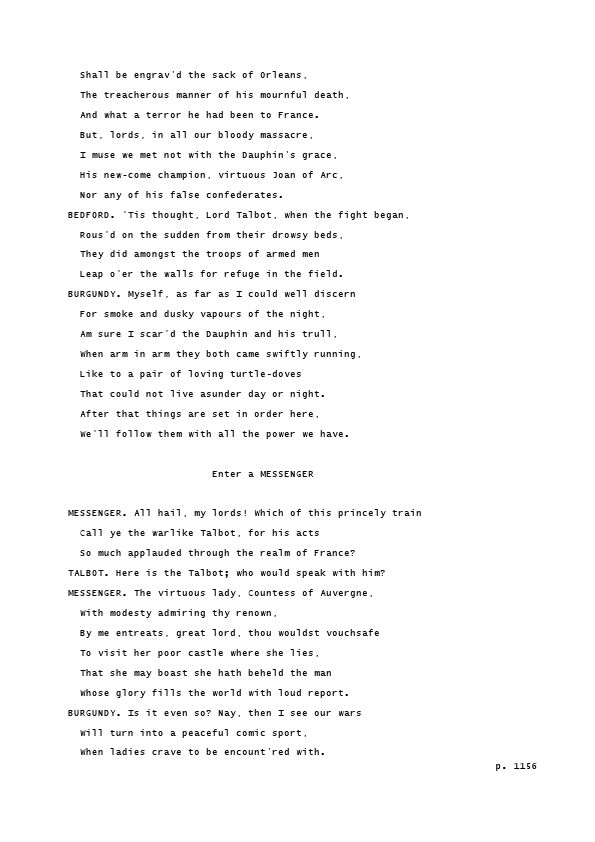 Shall be engrav'd the sack of Orleans,
The treacherous manner of his mournful death,
And what a terror he had been to France.
But, lords, in all our bloody massacre,
I muse we met not with the Dauphin's grace,
His new-come champion, virtuous Joan of Arc,
Nor any of his false confederates.
BEDFORD. 'Tis thought, Lord Talbot, when the fight began,
Rous'd on the sudden from their drowsy beds,
They did amongst the troops of armed men
Leap o'er the walls for refuge in the field.
BURGUNDY. Myself, as far as I could well discern
For smoke and dusky vapours of the night,
Am sure I scar'd the Dauphin and his trull,
When arm in arm they both came swiftly running,
Like to a pair of loving turtle-doves
That could not live asunder day or night.
After that things are set in order here,
We'll follow them with all the power we have.
Enter a MESSENGER
MESSENGER. All hail, my lords! Which of this princely train
Call ye the warlike Talbot, for his acts
So much applauded through the realm of France?
TALBOT. Here is the Talbot; who would speak with him?
MESSENGER. The virtuous lady, Countess of Auvergne,
With modesty admiring thy renown,
By me entreats, great lord, thou wouldst vouchsafe
To visit her poor castle where she lies,
That she may boast she hath beheld the man
Whose glory fills the world with loud report.
BURGUNDY. Is it even so? Nay, then I see our wars
Will turn into a peaceful comic sport,
When ladies crave to be encount'red with.
p. 1156